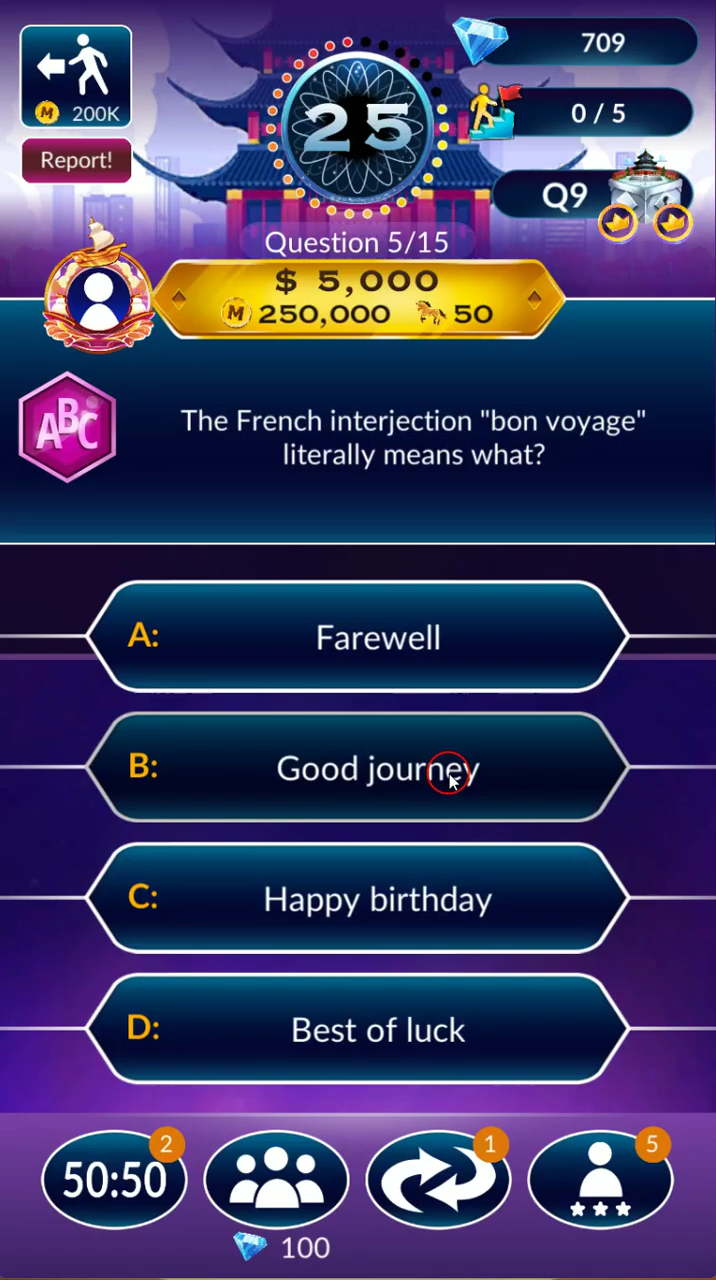 709
25
M 200K
0 / 5
Report!
Q9
Question 5/15
$ 5,000
M 250,000 50
ABC
The French interjection "bon voyage"
literally means what?
A: Farewell
B: Good journey
C: Happy birthday
D: Best of luck
2
1
5
50:50
100